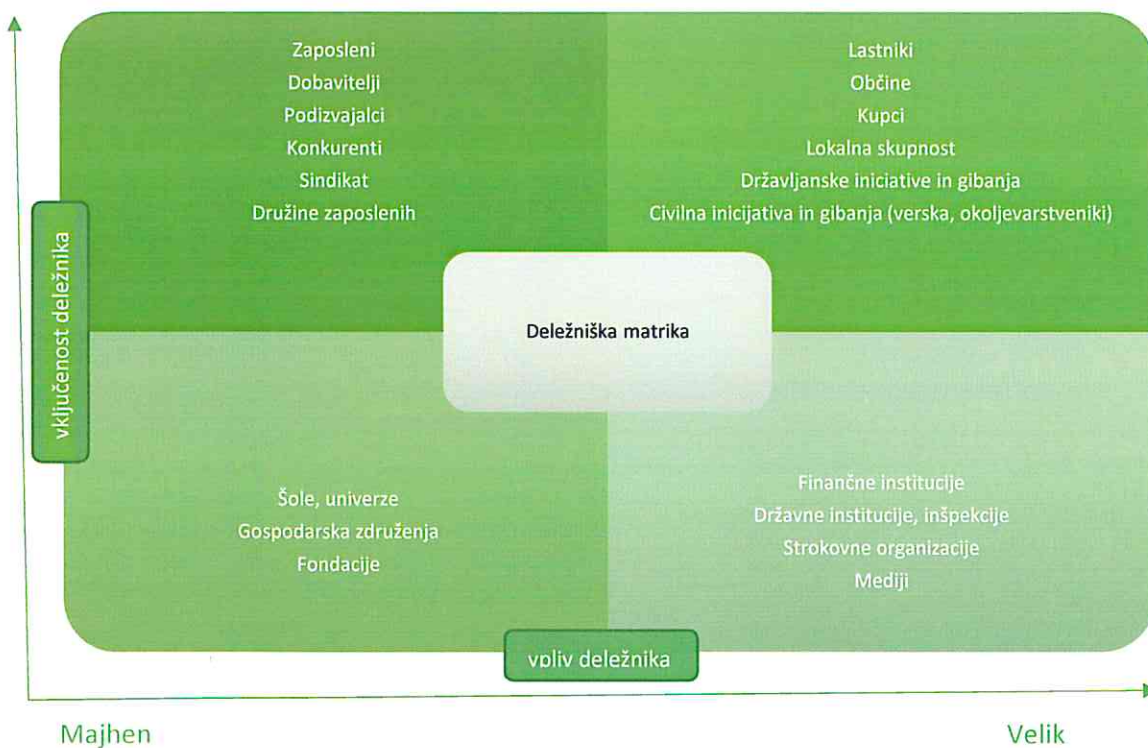 Zaposleni
Dobavitelji
Podizvajalci
Konkurenti
Sindikat
Družine zaposlenih
Lastniki
Občine
Kupci
Lokalna skupnost
Državljanske iniciative in gibanja
Civilna inicijativa in gibanja (verska, okoljevarstveniki)
vključenost deležnika
Deležniška matrika
Šole, univerze
Gospodarska združenja
Fondacije
Finančne institucije
Državne institucije, inšpekcije
Strokovne organizacije
Mediji
vpliv deležnika
Majhen
Velik